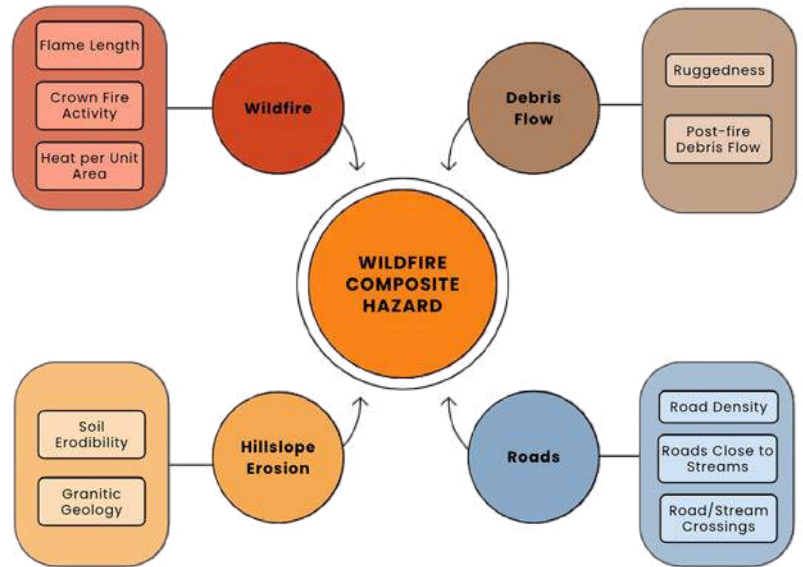 Flame Length
Crown Fire
Activity
Heat per Unit
Area
Wildfire
Debris
Flow
Ruggedness
Post-fire
Debris Flow
WILDFIRE
COMPOSITE
HAZARD
Soil
Erodibility
Granitic
Geology
Hillslope
Erosion
Roads
Road Density
Roads Close to
Streams
Road/Stream
Crossings